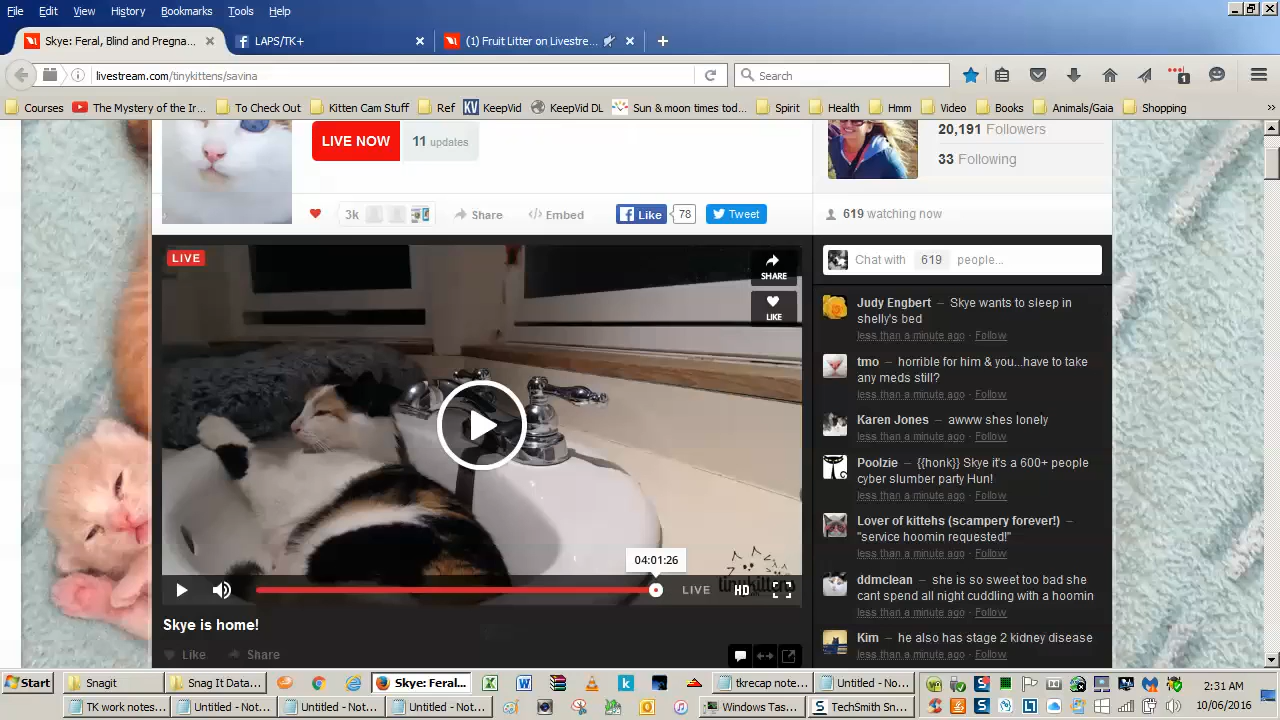 File Edit View History Bookmarks Tools Help
Skye: Feral, Blind and Pregna...
LAPS/TK+
(1) Fruit Litter on Livestre...
livestream.com/tinykittens/savina
Search
1
Courses
The Mystery of the Ir...
To Check Out
Kitten Cam Stuff
Ref
KV KeepVid
KeepVid DL
Sun & moon times tod...
Spirit
Health
Hmm
Video
Books
Animals/Gaia
Shopping
LIVE NOW 11 updates
20,191 Followers
33 Following
3k Share Embed Like 78 Tweet
619 watching now
LIVE
SHARE
LIKE
Chat with 619 people...
Judy Engbert – Skye wants to sleep in
shelly's bed
less than a minute ago · Follow
tmo – horrible for him & you...have to take
any meds still?
less than a minute ago · Follow
Karen Jones – awww shes lonely
less than a minute ago · Follow
Poolzie – {{honk}} Skye it's a 600+ people
cyber slumber party Hun!
less than a minute ago · Follow
Lover of kittehs (scampery forever!) –
"service hoomin requested!"
less than a minute ago · Follow
ddmclean – she is so sweet too bad she
cant spend all night cuddling with a hoomin
less than a minute ago · Follow
Kim – he also has stage 2 kidney disease
less than a minute ago · Follow
04:01:26
tinykittens
LIVE HD
Skye is home!
Like Share
Start
Snagit
Snag It Data...
Skye: Feral...
tkrecap note...
Untitled - No...
2:31 AM
TK work notes...
Untitled - Not...
Untitled - Not...
Untitled - Not...
Windows Tas...
TechSmith Sn...
10/06/2016